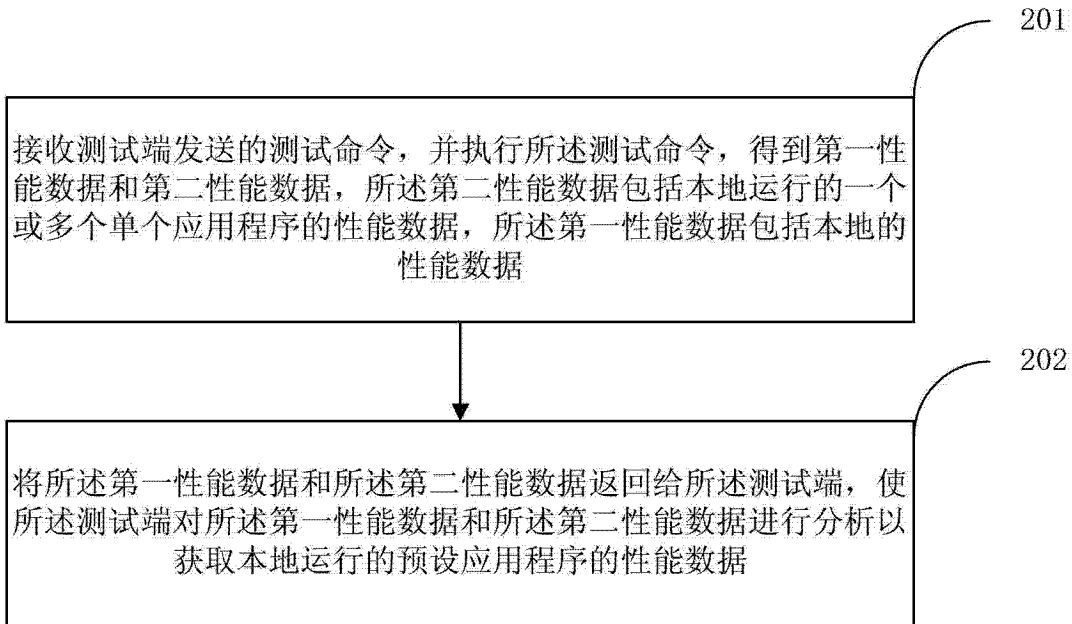 201
接收测试端发送的测试命令，并执行所述测试命令，得到第一性
能数据和第二性能数据，所述第二性能数据包括本地运行的一个
或多个单个应用程序的性能数据，所述第一性能数据包括本地的
性能数据
202
将所述第一性能数据和所述第二性能数据返回给所述测试端，使
所述测试端对所述第一性能数据和所述第二性能数据进行分析以
获取本地运行的预设应用程序的性能数据